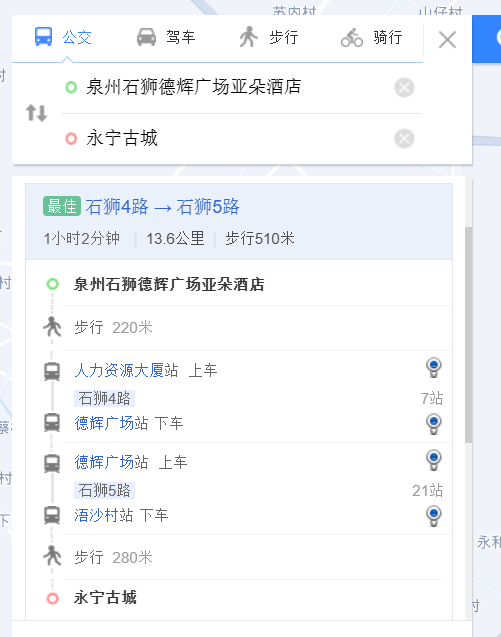 苏内村
山仔村
公交 驾车 步行 骑行
泉州石狮德辉广场亚朵酒店
永宁古城
最佳 石狮4路 → 石狮5路
1小时2分钟 | 13.6公里 | 步行510米
泉州石狮德辉广场亚朵酒店
步行 220米
人力资源大厦站 上车
石狮4路 7站
德辉广场站 下车
德辉广场站 上车
石狮5路 21站
浯沙村站 下车
步行 280米
永宁古城
村
村
下
永和
村